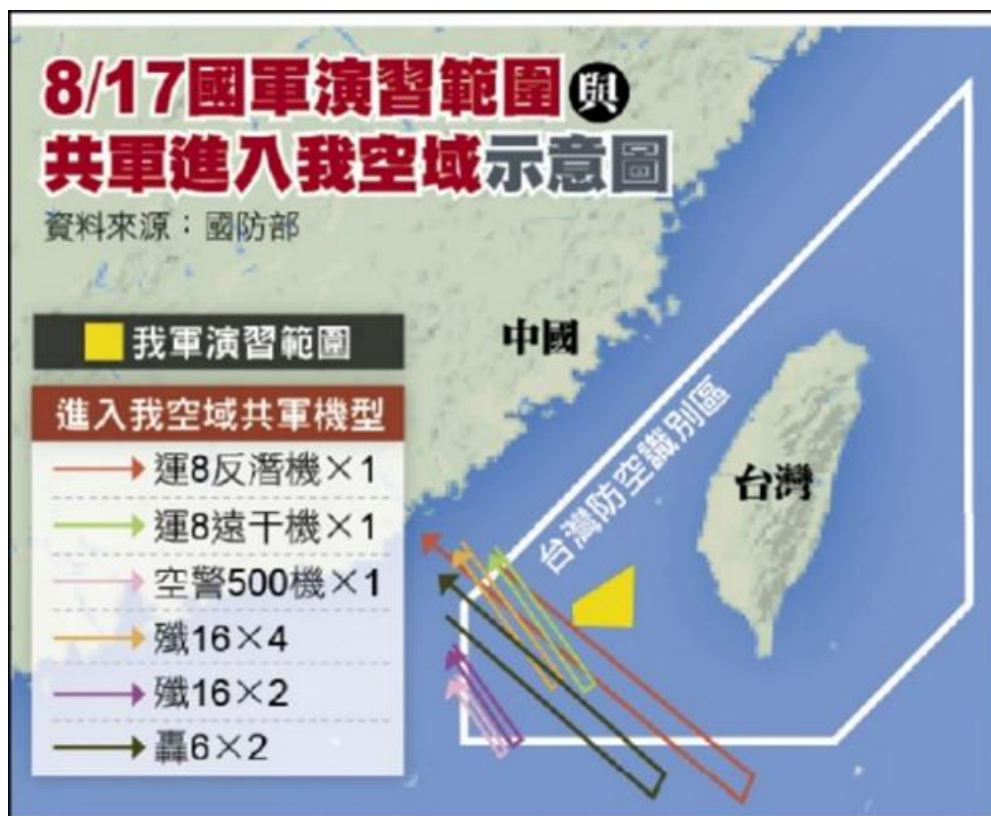 8/17國軍演習範圍與
共軍進入我空域示意圖
資料來源：國防部
我軍演習範圍
進入我空域共軍機型
運8反潛機×1
運8遠干機×1
空警500機×1
殲16×4
殲16×2
轟6×2
中國
台灣防空識別區
台灣